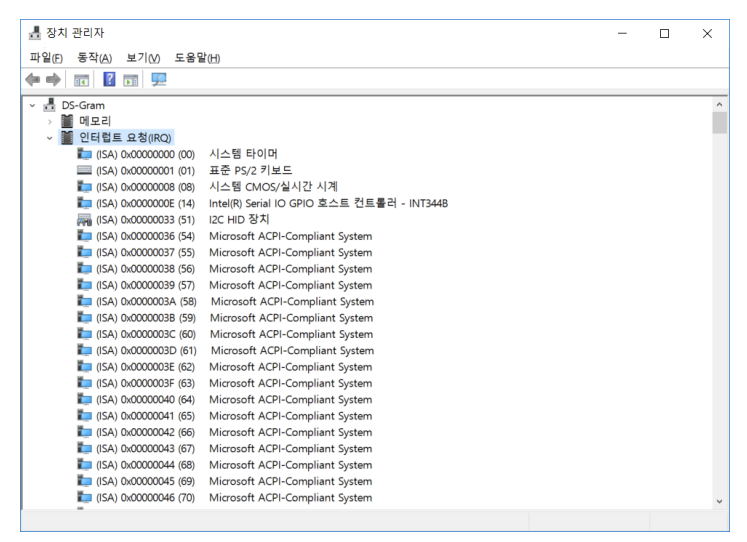 장치 관리자
파일(F) 동작(A) 보기(V) 도움말(H)
DS-Gram
메모리
인터럽트 요청(IRQ)
(ISA) 0x00000000 (00) 시스템 타이머
(ISA) 0x00000001 (01) 표준 PS/2 키보드
(ISA) 0x00000008 (08) 시스템 CMOS/실시간 시계
(ISA) 0x0000000E (14) Intel(R) Serial IO GPIO 호스트 컨트롤러 - INT344B
(ISA) 0x00000033 (51) I2C HID 장치
(ISA) 0x00000036 (54) Microsoft ACPI-Compliant System
(ISA) 0x00000037 (55) Microsoft ACPI-Compliant System
(ISA) 0x00000038 (56) Microsoft ACPI-Compliant System
(ISA) 0x00000039 (57) Microsoft ACPI-Compliant System
(ISA) 0x0000003A (58) Microsoft ACPI-Compliant System
(ISA) 0x0000003B (59) Microsoft ACPI-Compliant System
(ISA) 0x0000003C (60) Microsoft ACPI-Compliant System
(ISA) 0x0000003D (61) Microsoft ACPI-Compliant System
(ISA) 0x0000003E (62) Microsoft ACPI-Compliant System
(ISA) 0x0000003F (63) Microsoft ACPI-Compliant System
(ISA) 0x00000040 (64) Microsoft ACPI-Compliant System
(ISA) 0x00000041 (65) Microsoft ACPI-Compliant System
(ISA) 0x00000042 (66) Microsoft ACPI-Compliant System
(ISA) 0x00000043 (67) Microsoft ACPI-Compliant System
(ISA) 0x00000044 (68) Microsoft ACPI-Compliant System
(ISA) 0x00000045 (69) Microsoft ACPI-Compliant System
(ISA) 0x00000046 (70) Microsoft ACPI-Compliant System